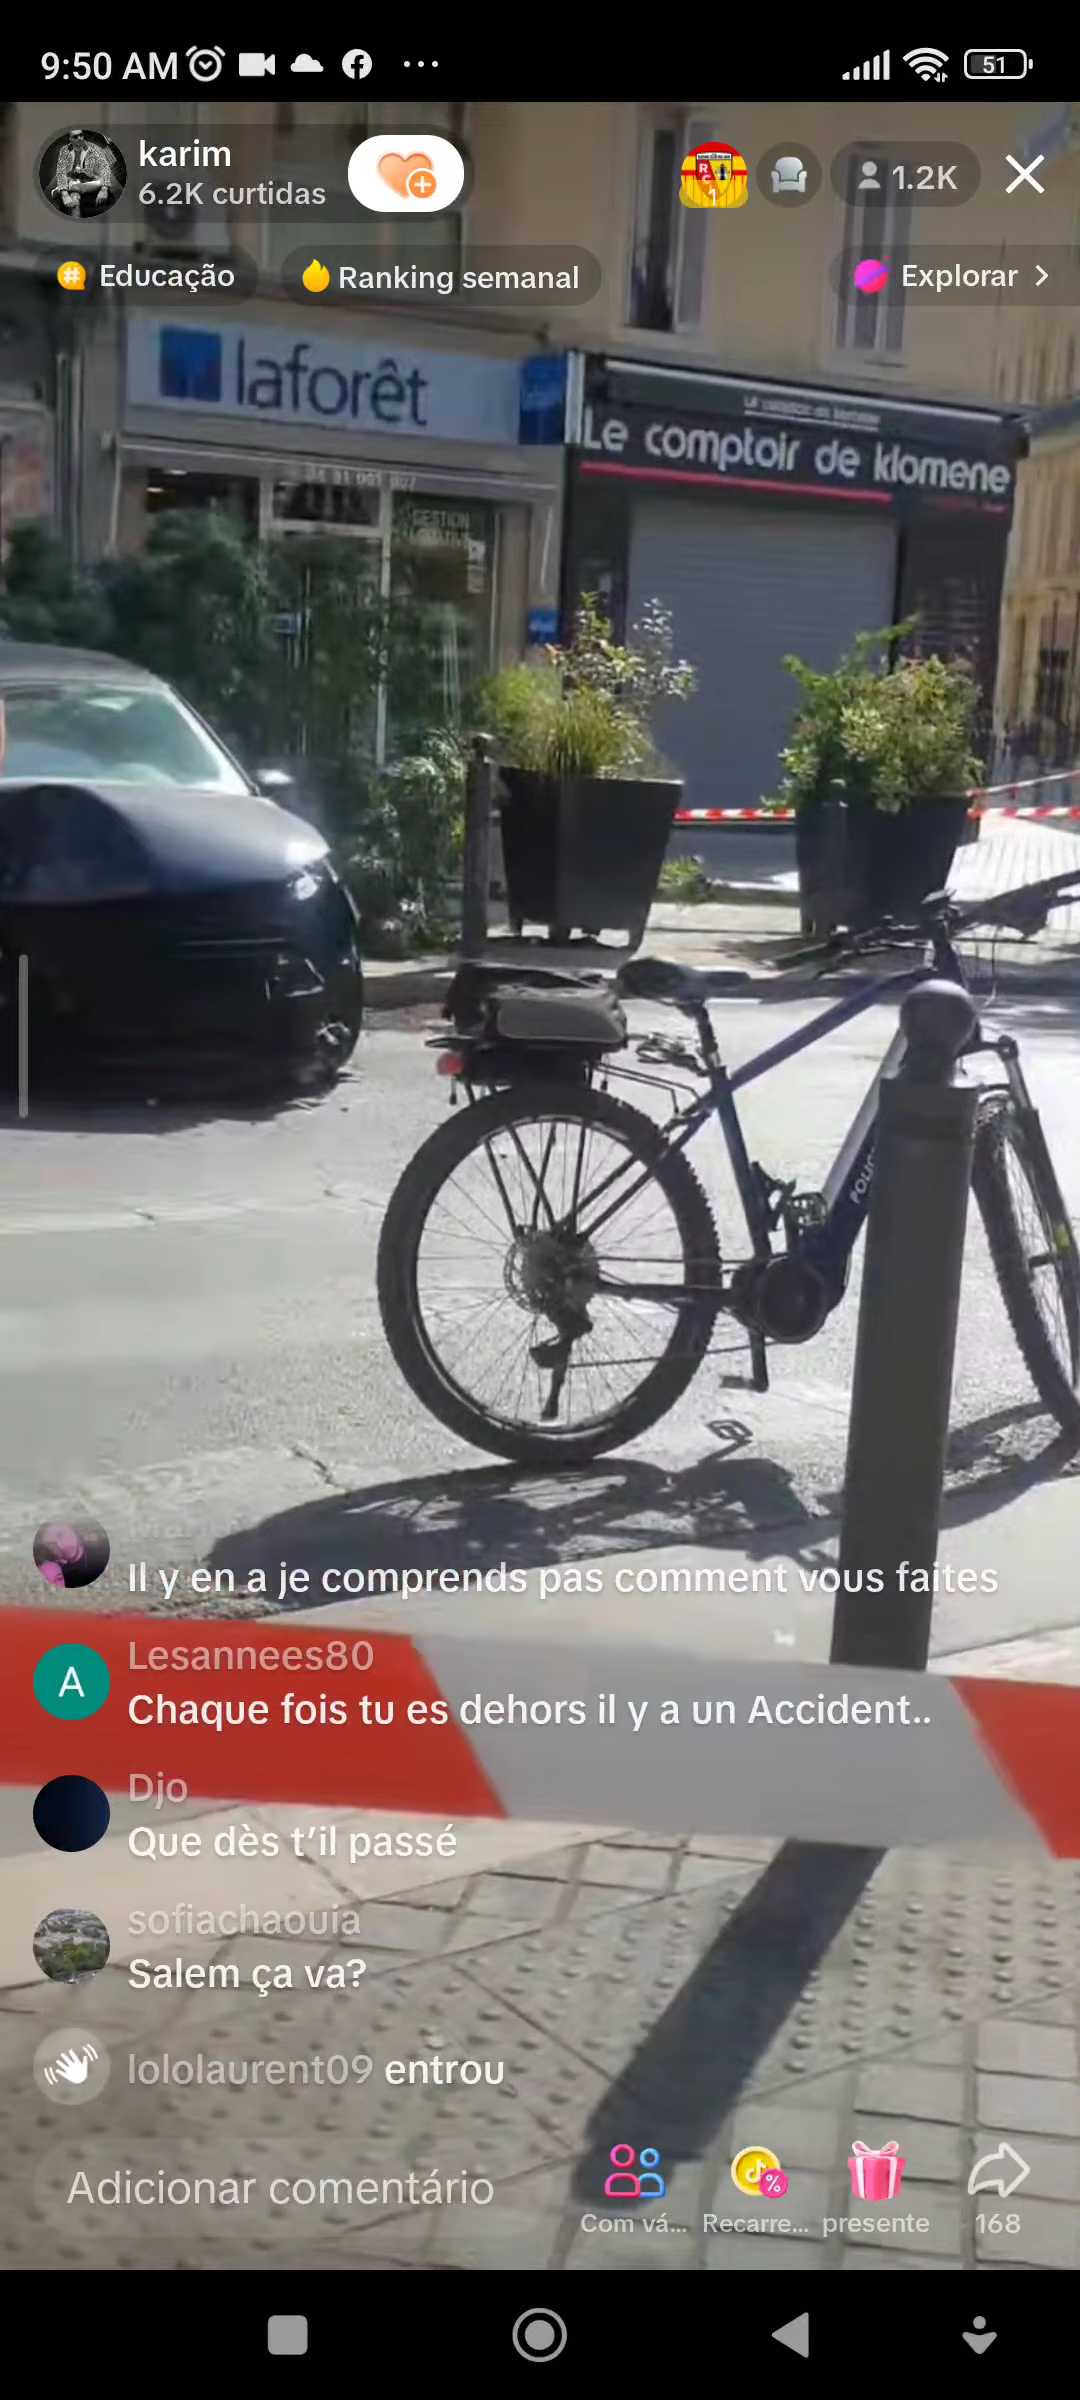 9:50 AM
51
karim
6.2K curtidas
1.2K
Educação
Ranking semanal
Explorar
laforêt
Le comptoir de klomene
GESTION
POLIC
Il y en a je comprends pas comment vous faites
Lesannees80
Chaque fois tu es dehors il y a un Accident..
A
Djo
Que dès t'il passé
sofiachaouia
Salem ça va?
lololaurent09 entrou
Adicionar comentário
Com vá...
Recarre...
presente
168